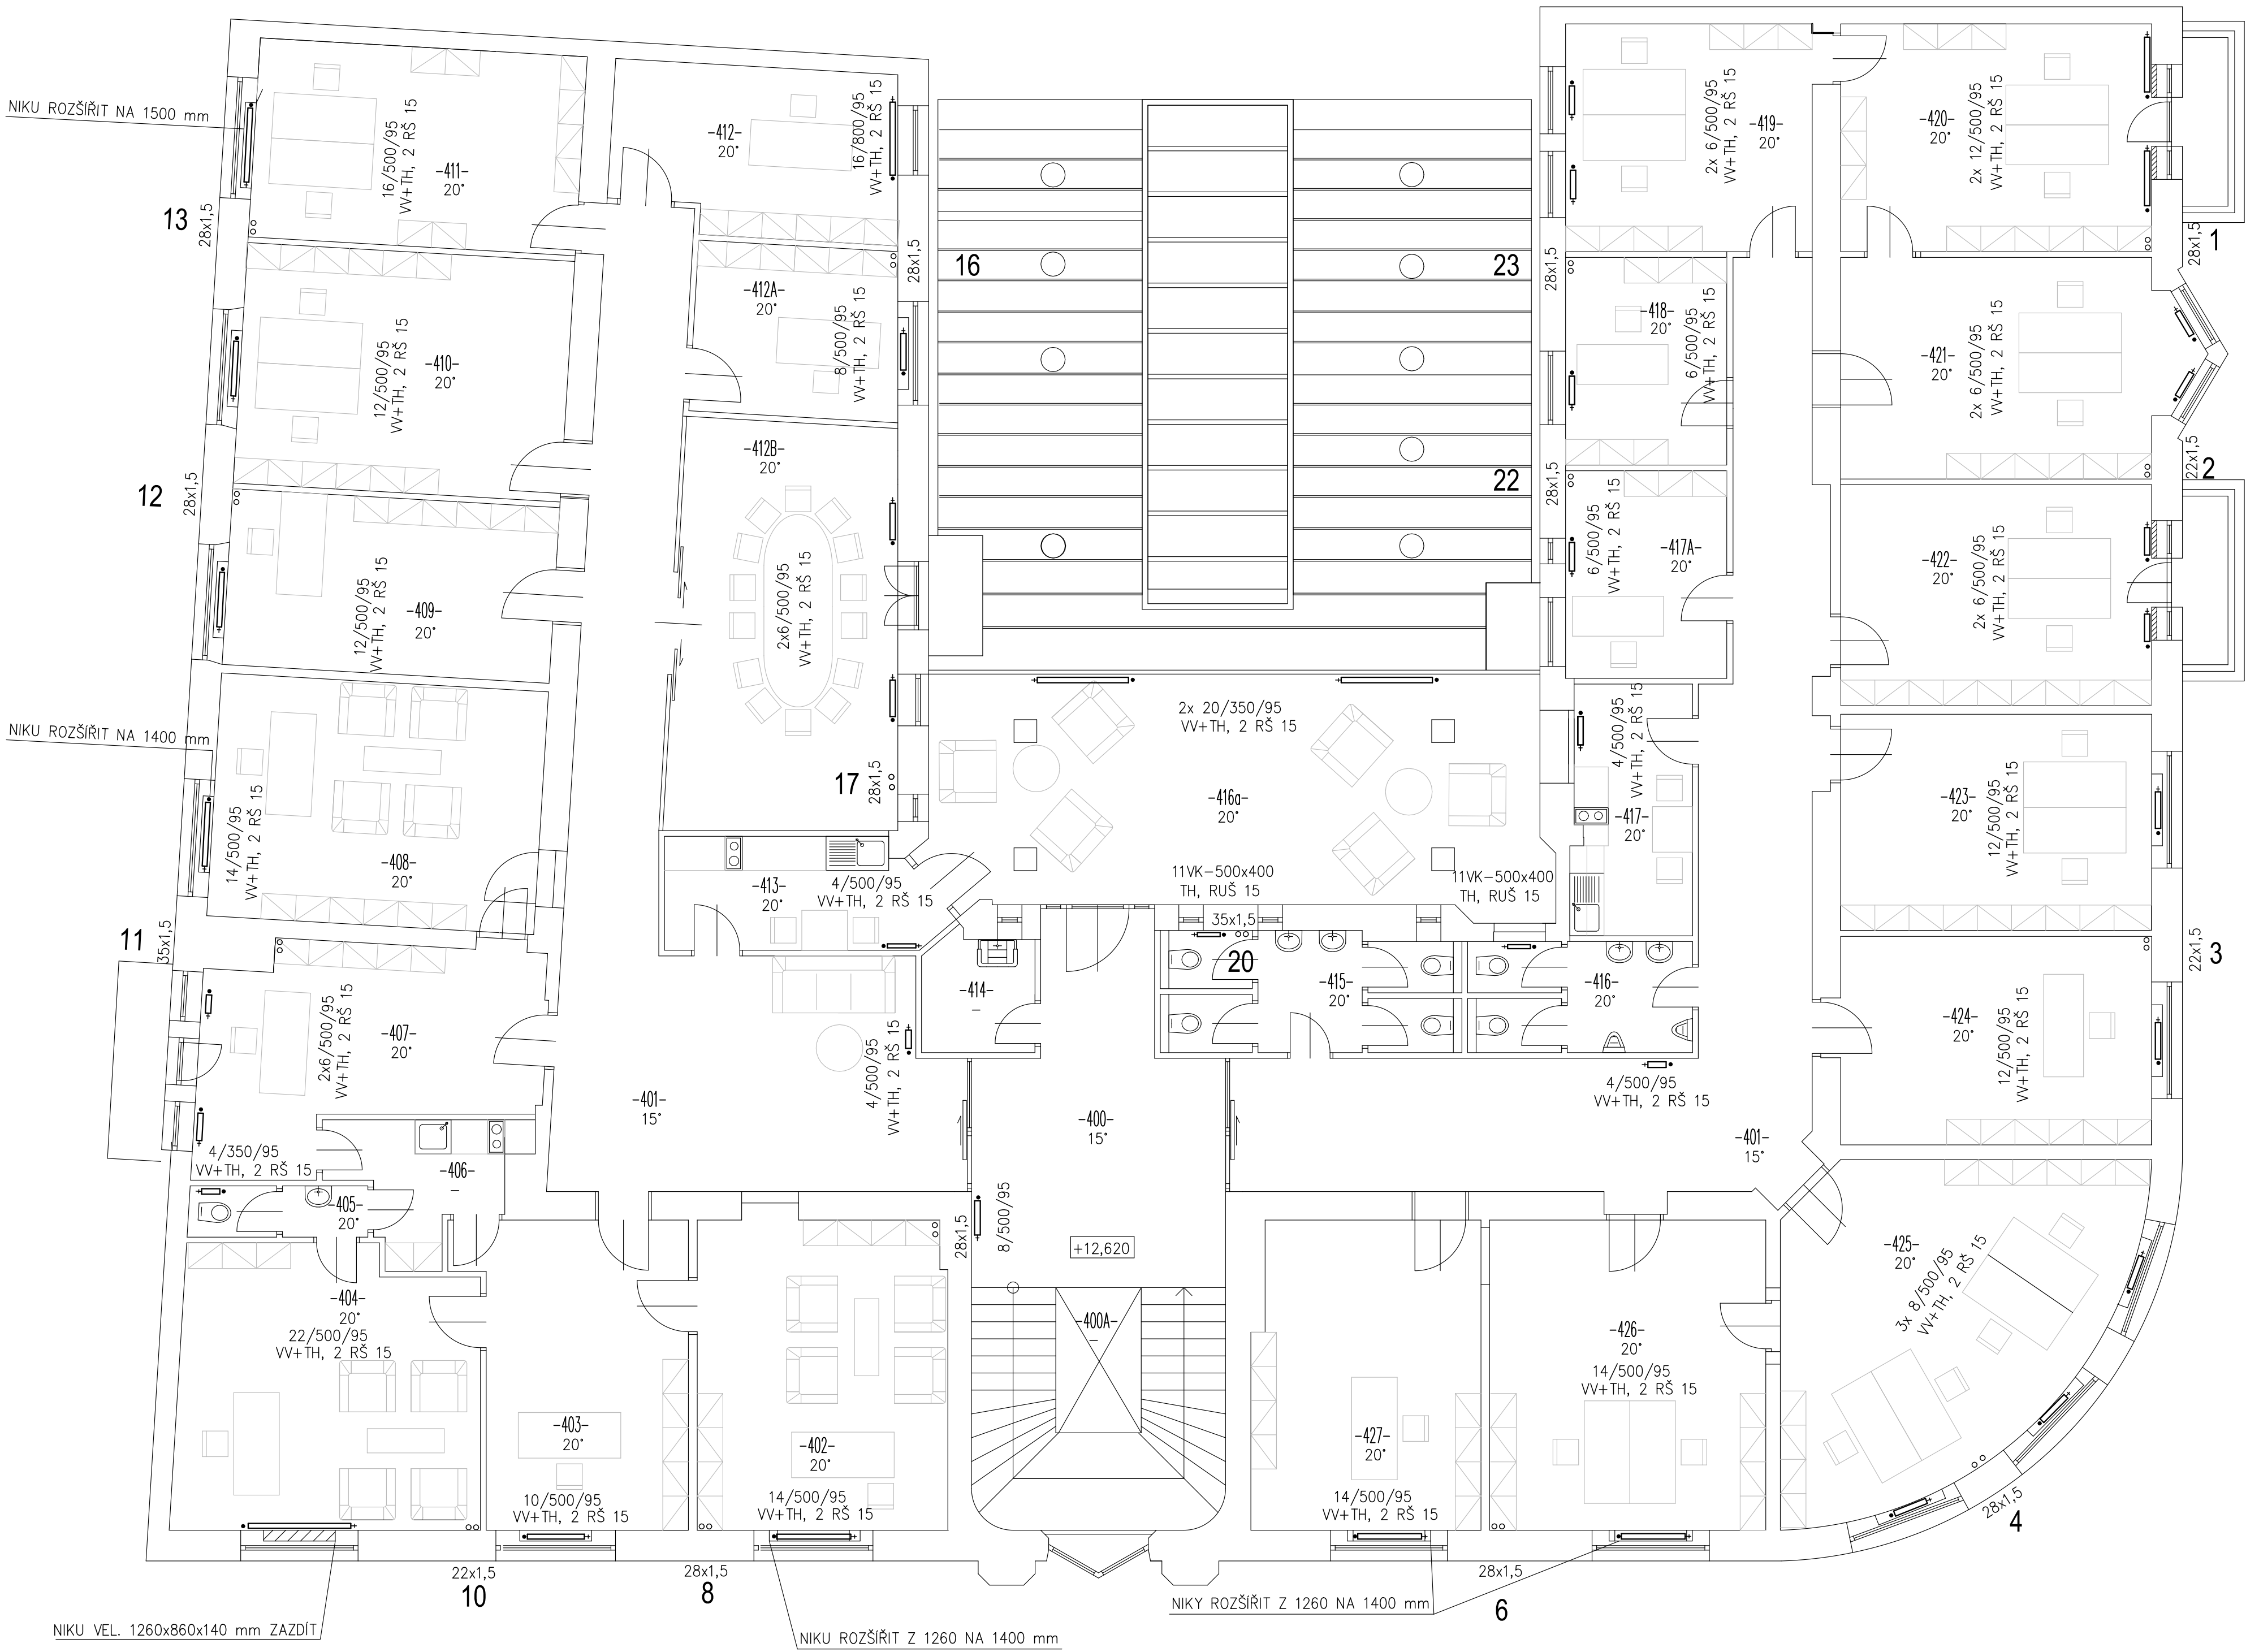 NIKU ROZŠÍŘIT NA 1500 mm
13
28x1,5
16/500/95
VV+TH, 2 RŠ 15
-411-
20°
-412-
20°
16/800/95
VV+TH, 2 RŠ 15
28x1,5
16
23
28x1,5
2x 6/500/95
VV+TH, 2 RŠ 15
-419-
20°
-420-
20°
2x 12/500/95
VV+TH, 2 RŠ 15
28x1,5
1
12
28x1,5
12/500/95
VV+TH, 2 RŠ 15
-410-
20°
-412A-
20°
8/500/95
VV+TH, 2 RŠ 15
-418-
20°
6/500/95
VV+TH, 2 RŠ 15
-421-
20°
2x 6/500/95
VV+TH, 2 RŠ 15
22x1,5
2
-412B-
20°
2x6/500/95
VV+TH, 2 RŠ 15
22
28x1,5
6/500/95
VV+TH, 2 RŠ 15
-417A-
20°
-422-
20°
2x 6/500/95
VV+TH, 2 RŠ 15
12/500/95
VV+TH, 2 RŠ 15
-409-
20°
NIKU ROZŠÍŘIT NA 1400 mm
14/500/95
VV+TH, 2 RŠ 15
-408-
20°
17
28x1,5
2x 20/350/95
VV+TH, 2 RŠ 15
-416a-
20°
11VK-500x400
TH, RUŠ 15
11VK-500x400
TH, RUŠ 15
4/500/95
VV+TH, 2 RŠ 15
-417-
20°
-423-
20°
12/500/95
VV+TH, 2 RŠ 15
11
35x1,5
-413-
20°
4/500/95
VV+TH, 2 RŠ 15
35x1,5
20
-414-
–
-415-
20°
-416-
20°
-424-
20°
12/500/95
VV+TH, 2 RŠ 15
22x1,5
3
2x6/500/95
VV+TH, 2 RŠ 15
-407-
20°
4/500/95
VV+TH, 2 RŠ 15
-401-
15°
-400-
15°
4/500/95
VV+TH, 2 RŠ 15
-401-
15°
4/350/95
VV+TH, 2 RŠ 15
-406-
–
-405-
20°
28x1,5
8/500/95
+12,620
-400A-
–
-425-
20°
3x 8/500/95
VV+TH, 2 RŠ 15
-404-
20°
22/500/95
VV+TH, 2 RŠ 15
-403-
20°
10/500/95
VV+TH, 2 RŠ 15
-402-
20°
14/500/95
VV+TH, 2 RŠ 15
-427-
20°
14/500/95
VV+TH, 2 RŠ 15
-426-
20°
14/500/95
VV+TH, 2 RŠ 15
28x1,5
4
22x1,5
10
28x1,5
8
28x1,5
6
NIKY ROZŠÍŘIT Z 1260 NA 1400 mm
NIKU VEL. 1260x860x140 mm ZAZDÍT
NIKU ROZŠÍŘIT Z 1260 NA 1400 mm